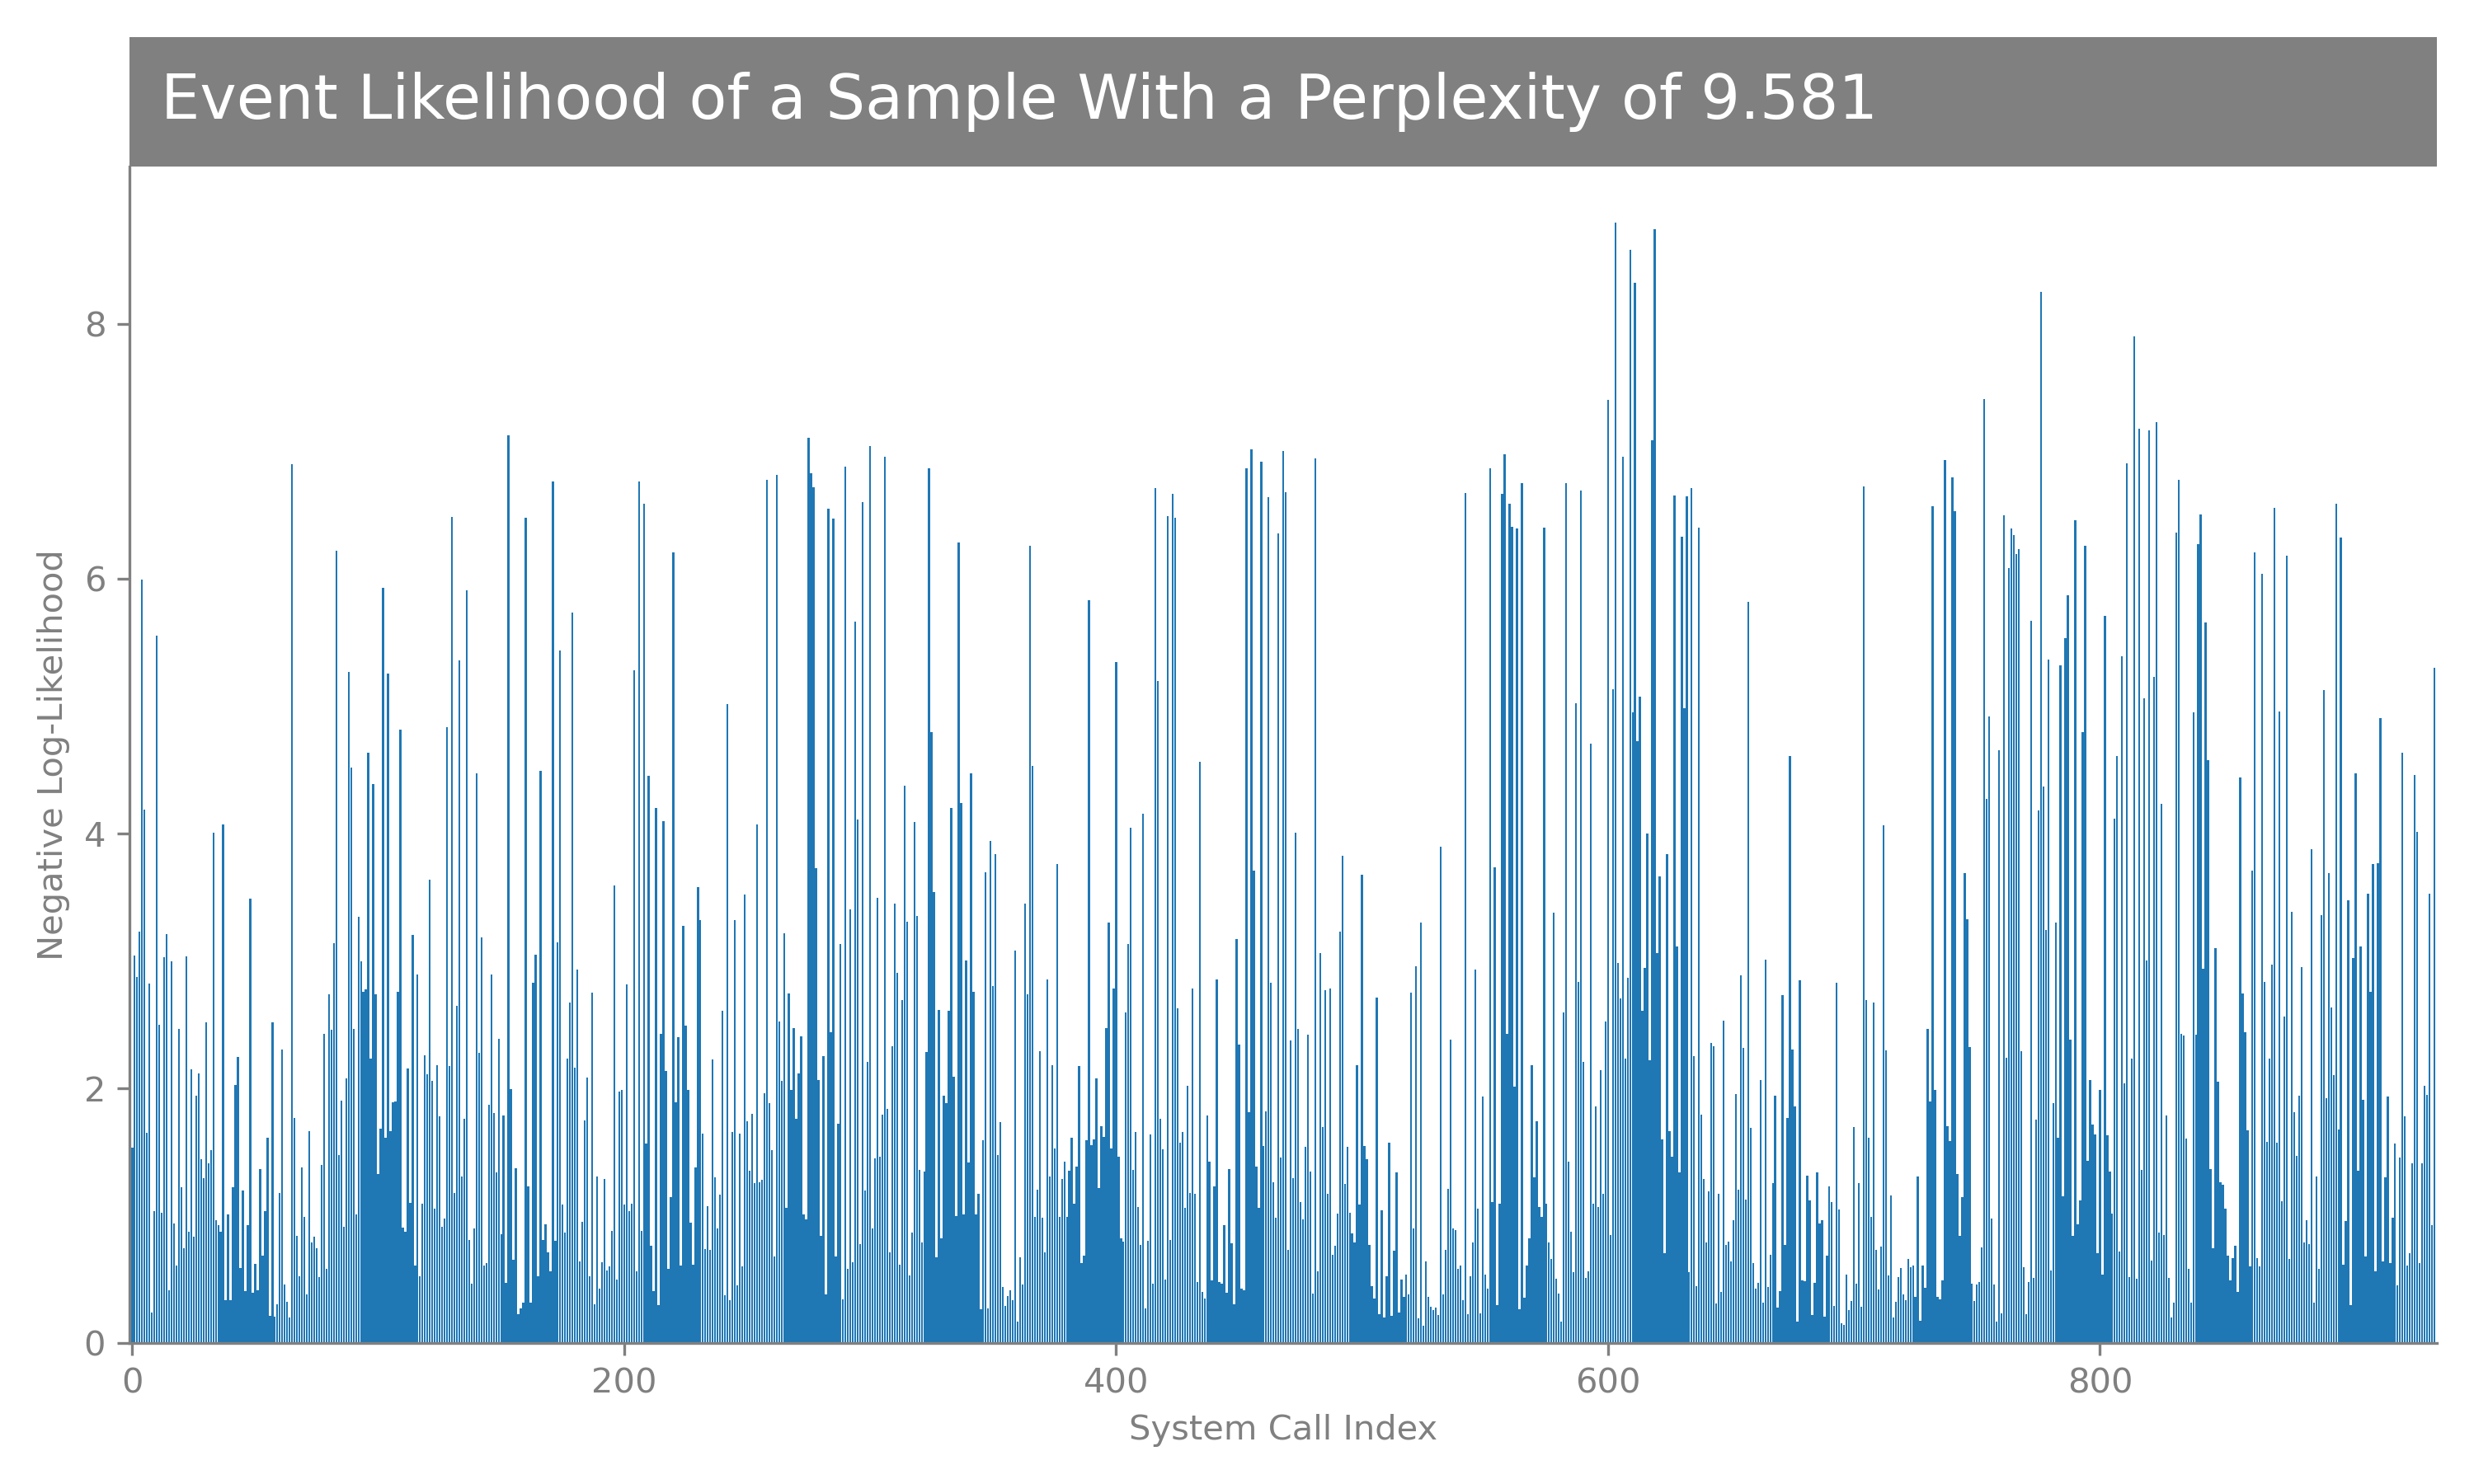 Event Likelihood of a Sample With a Perplexity of 9.581
Negative Log-Likelihood
8
6
4
2
0
0 200 400 600 800
System Call Index